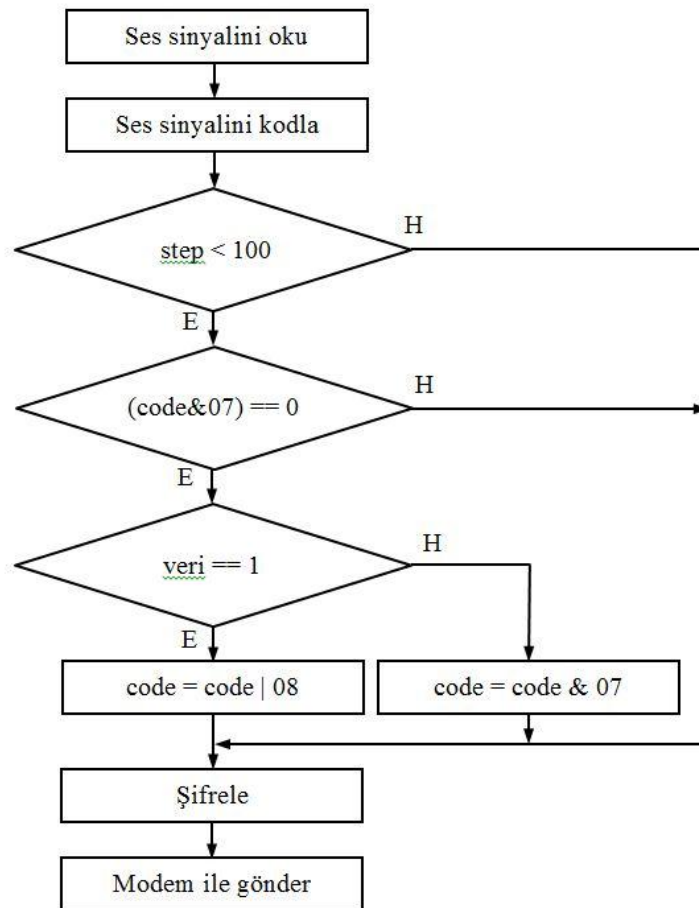 Ses sinyalini oku
Ses sinyalini kodla
H
step < 100
E
H
(code&07) == 0
E
H
veri == 1
E
code = code | 08
code = code & 07
Şifrele
Modem ile gönder